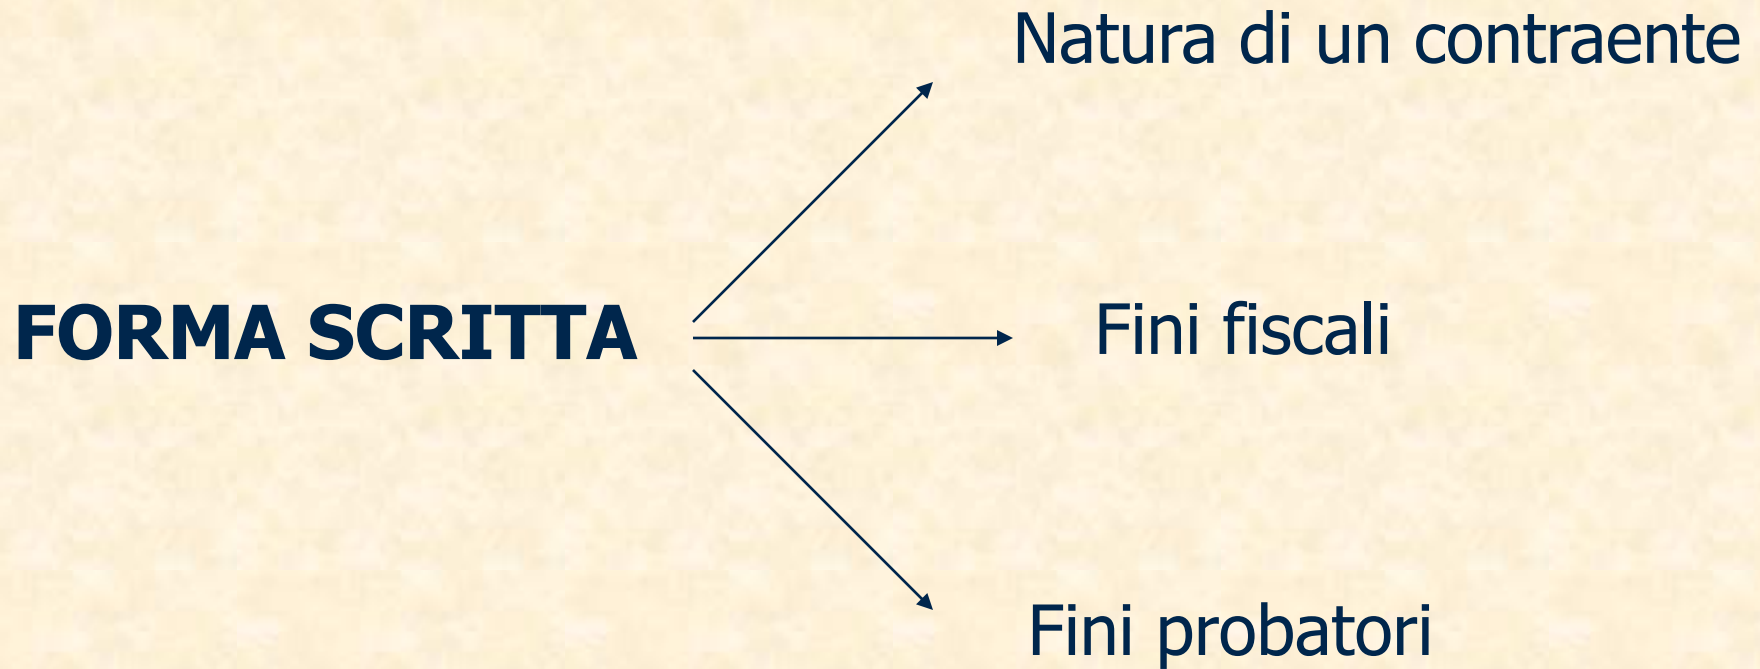 Natura di un contraente
FORMA SCRITTA
Fini fiscali
Fini probatori